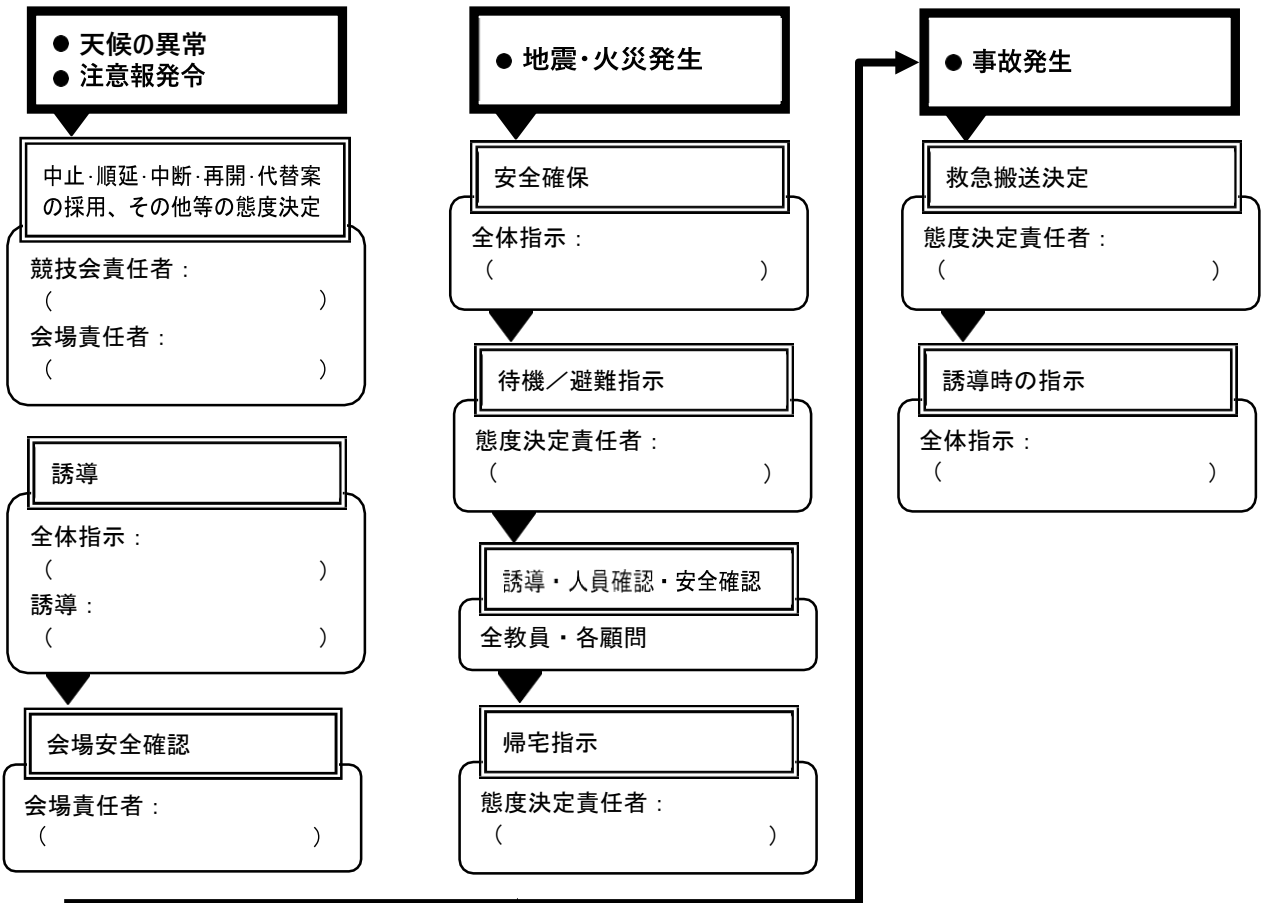 ● 天候の異常
● 注意報発令
中止・順延・中断・再開・代替案
の採用、その他等の態度決定
競技会責任者：
（　　　　　　　　　　　）
会場責任者：
（　　　　　　　　　　　）
誘導
全体指示：
（　　　　　　　　　　　）
誘導：
（　　　　　　　　　　　）
会場安全確認
会場責任者：
（　　　　　　　　　　　）
● 地震・火災発生
安全確保
全体指示：
（　　　　　　　　　　　）
待機／避難指示
態度決定責任者：
（　　　　　　　　　　　）
誘導・人員確認・安全確認
全教員・各顧問
帰宅指示
態度決定責任者：
（　　　　　　　　　　　）
● 事故発生
救急搬送決定
態度決定責任者：
（　　　　　　　　　　　）
誘導時の指示
全体指示：
（　　　　　　　　　　　）